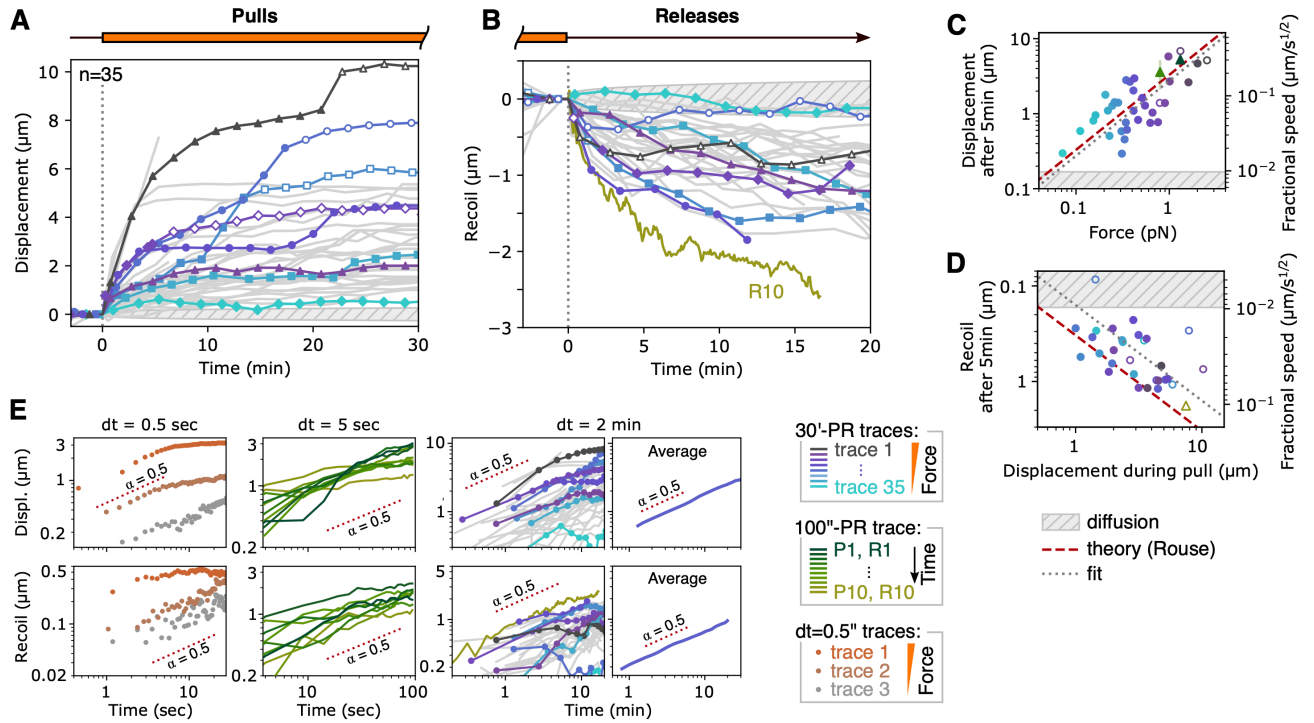 A
Pulls
n=35
10
8
6
4
2
0
Displacement (μm)
0
10
20
30
Time (min)
B
Releases
0
−1
−2
−3
Recoil (μm)
R10
0
5
10
15
20
Time (min)
C
10
1
0.1
Displacement
after 5min (μm)
10⁻¹
10⁻²
Fractional speed (μm/s¹/²)
0.1
1
Force (pN)
D
0.1
1
Recoil
after 5min (μm)
10⁻²
10⁻¹
Fractional speed (μm/s¹/²)
1
10
Displacement during pull (μm)
diffusion
theory (Rouse)
fit
E
dt = 0.5 sec
dt = 5 sec
dt = 2 min
Displ. (μm)
3
1
0.2
α = 0.5
3
1
0.2
α = 0.5
10
1
α = 0.5
Average
α = 0.5
Recoil (μm)
0.5
0.1
0.02
α = 0.5
1
10
Time (sec)
3
1
0.2
α = 0.5
10
100
Time (sec)
5
1
0.2
α = 0.5
1
10
Average
α = 0.5
1
10
Time (min)
30'-PR traces:
trace 1
⋮
trace 35
Force
100"-PR trace:
P1, R1
⋮
P10, R10
Time
dt=0.5" traces:
trace 1
trace 2
trace 3
Force